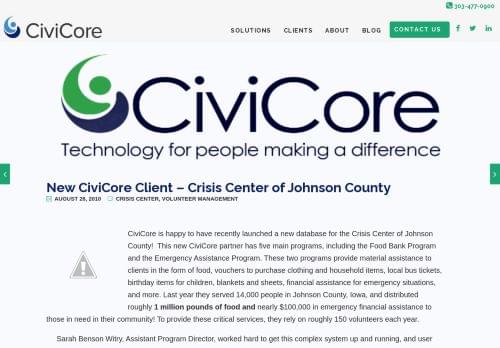 303-477-0900
CiviCore
SOLUTIONS CLIENTS ABOUT BLOG CONTACT US
CiviCore
Technology for people making a difference
New CiviCore Client – Crisis Center of Johnson County
AUGUST 26, 2010 CRISIS CENTER, VOLUNTEER MANAGEMENT
CiviCore is happy to have recently launched a new database for the Crisis Center of Johnson
County! This new CiviCore partner has five main programs, including the Food Bank Program
and the Emergency Assistance Program. These two programs provide material assistance to
clients in the form of food, vouchers to purchase clothing and household items, local bus tickets,
birthday items for children, blankets and sheets, financial assistance for emergency situations,
and more. Last year they served 14,000 people in Johnson County, Iowa, and distributed
roughly 1 million pounds of food and nearly $100,000 in emergency financial assistance to
those in need in their community! To provide these critical services, they rely on roughly 150 volunteers each year.
Sarah Benson Witry, Assistant Program Director, worked hard to get this complex system up and running, and user